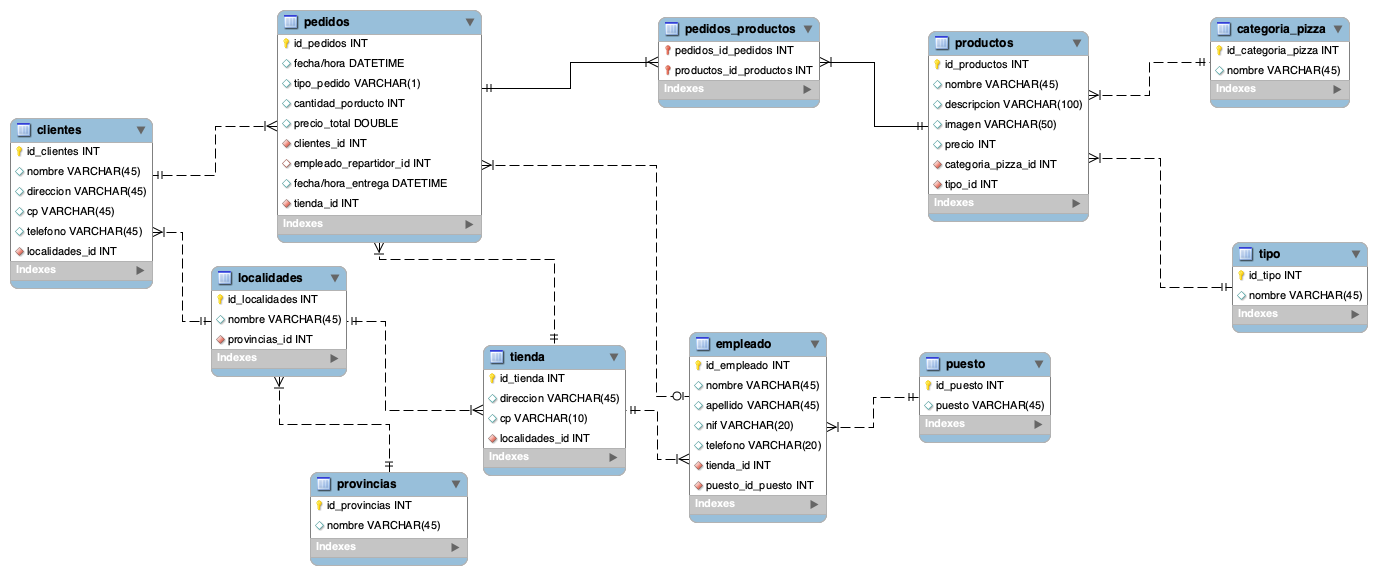 pedidos
id_pedidos INT
fecha/hora DATETIME
tipo_pedido VARCHAR(1)
cantidad_porducto INT
precio_total DOUBLE
clientes_id INT
empleado_repartidor_id INT
fecha/hora_entrega DATETIME
tienda_id INT
Indexes
pedidos_productos
pedidos_id_pedidos INT
productos_id_productos INT
Indexes
productos
id_productos INT
nombre VARCHAR(45)
descripcion VARCHAR(100)
imagen VARCHAR(50)
precio INT
categoria_pizza_id INT
tipo_id INT
Indexes
categoria_pizza
id_categoria_pizza INT
nombre VARCHAR(45)
Indexes
clientes
id_clientes INT
nombre VARCHAR(45)
direccion VARCHAR(45)
cp VARCHAR(45)
telefono VARCHAR(45)
localidades_id INT
Indexes
localidades
id_localidades INT
nombre VARCHAR(45)
provincias_id INT
Indexes
tipo
id_tipo INT
nombre VARCHAR(45)
Indexes
tienda
id_tienda INT
direccion VARCHAR(45)
cp VARCHAR(10)
localidades_id INT
Indexes
empleado
id_empleado INT
nombre VARCHAR(45)
apellido VARCHAR(45)
nif VARCHAR(20)
telefono VARCHAR(20)
tienda_id INT
puesto_id_puesto INT
Indexes
puesto
id_puesto INT
puesto VARCHAR(45)
Indexes
provincias
id_provincias INT
nombre VARCHAR(45)
Indexes